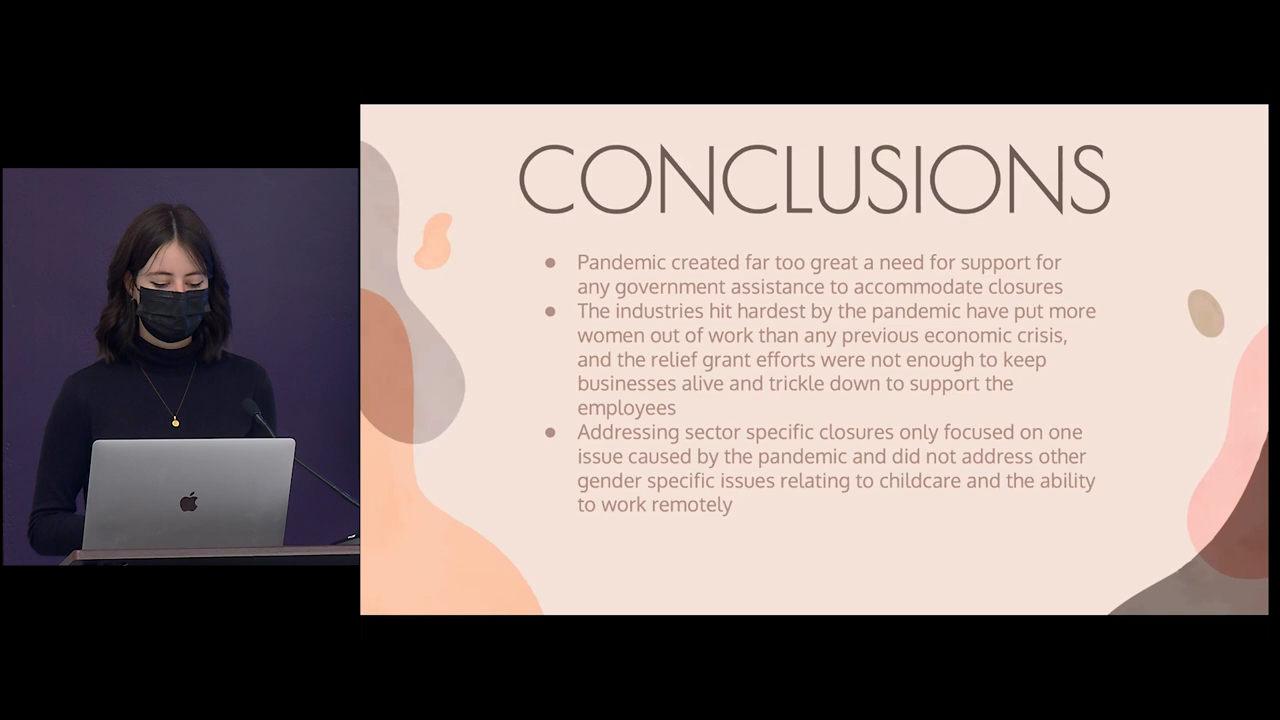 CONCLUSIONS
● Pandemic created far too great a need for support for
any government assistance to accommodate closures
● The industries hit hardest by the pandemic have put more
women out of work than any previous economic crisis,
and the relief grant efforts were not enough to keep
businesses alive and trickle down to support the
employees
● Addressing sector specific closures only focused on one
issue caused by the pandemic and did not address other
gender specific issues relating to childcare and the ability
to work remotely